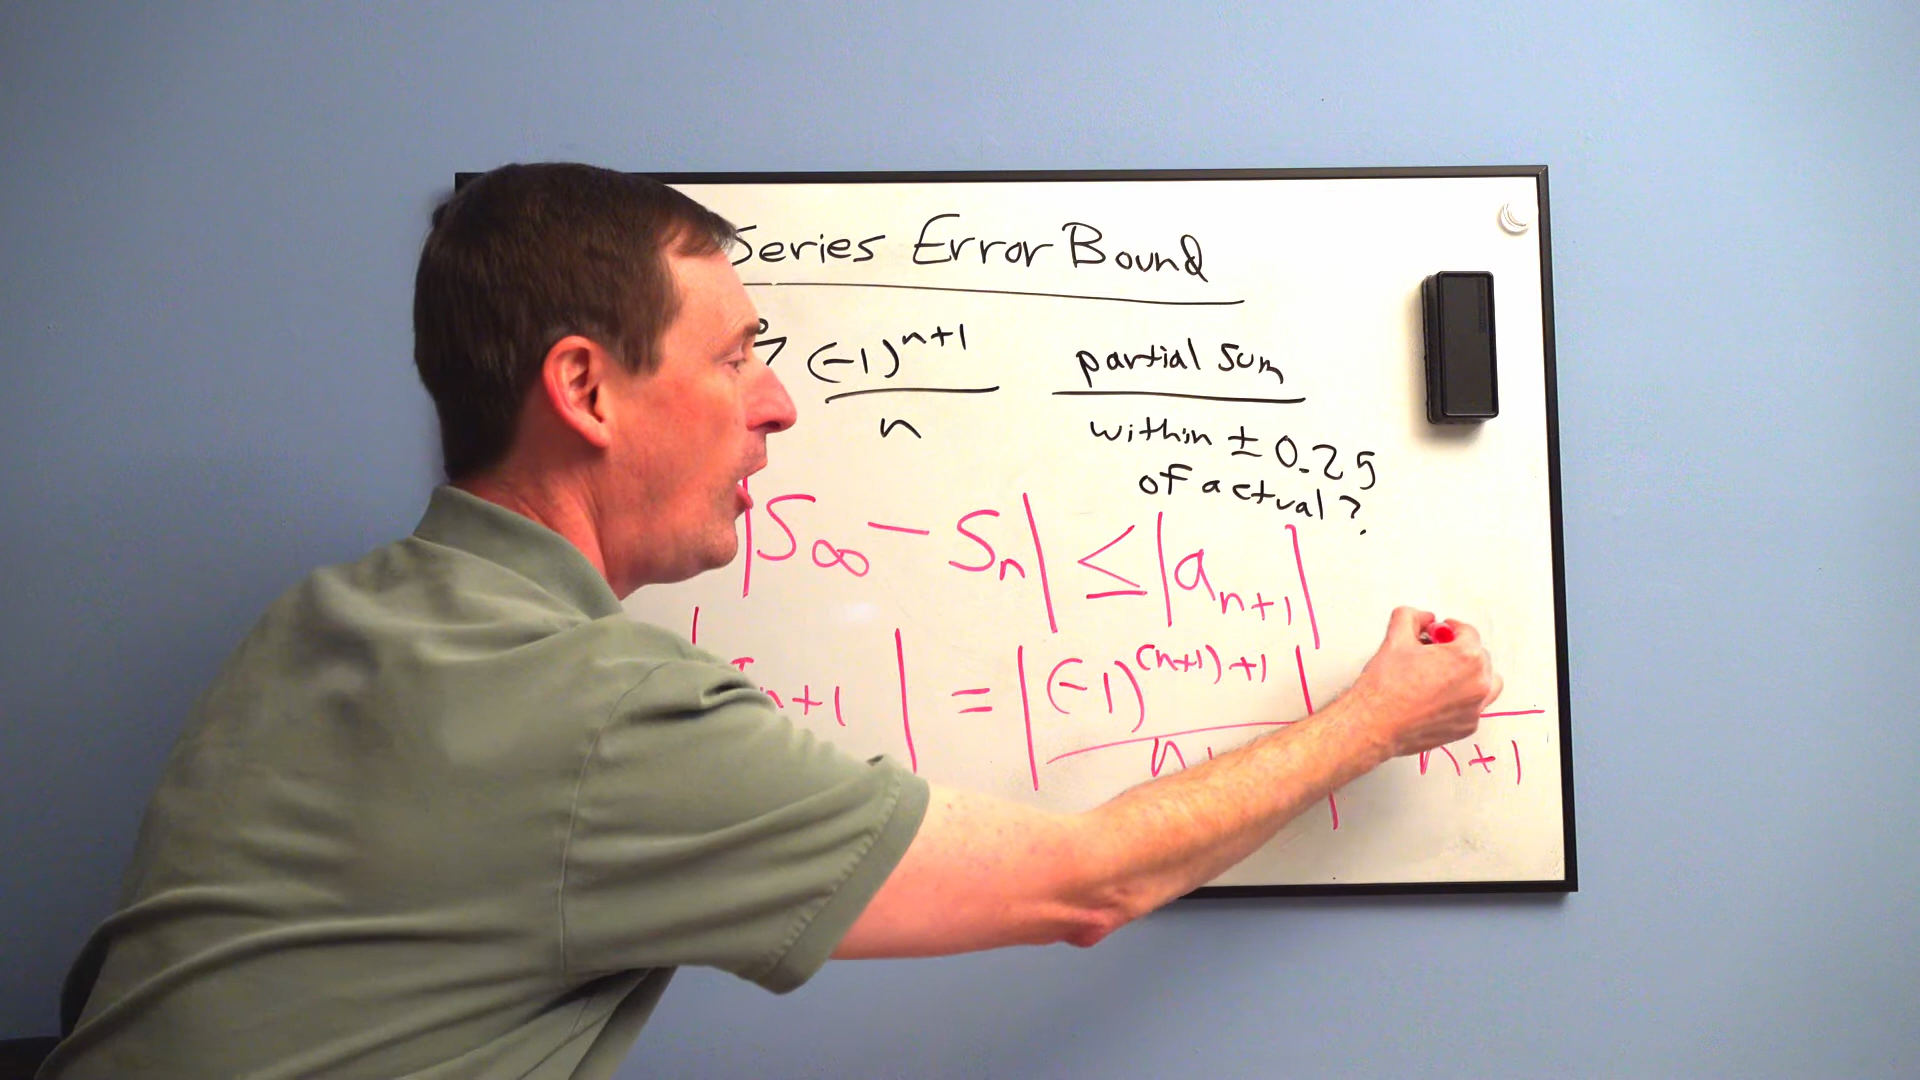 Series Error Bound
(-1)^n+1 / n
partial sum
within ± 0.25
of actual?
|S∞ - Sn| ≤ |an+1|
n+1 | = | (-1)^(n+1)+1 / n
n+1